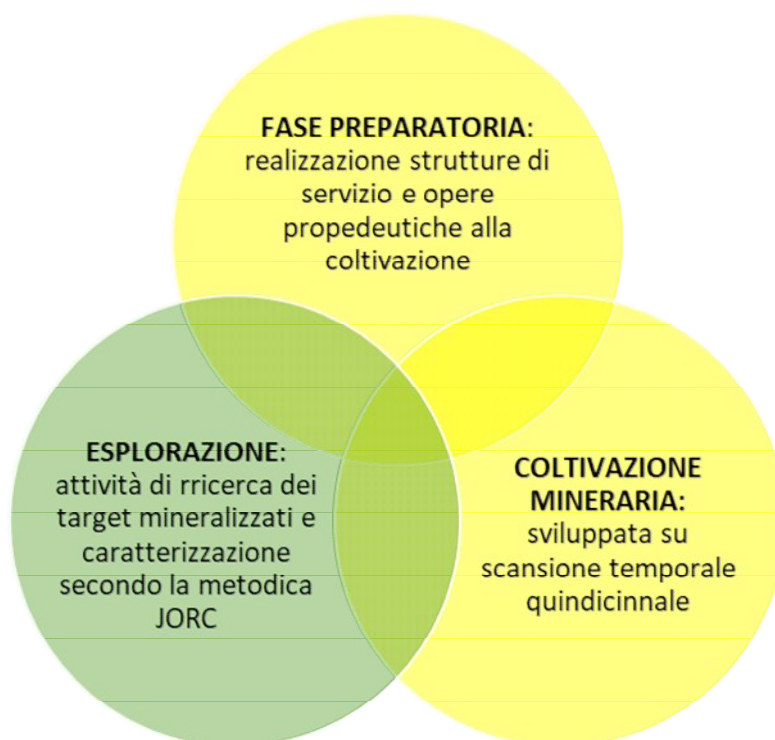 FASE PREPARATORIA:
realizzazione strutture di
servizio e opere
propedeutiche alla
coltivazione
ESPLORAZIONE:
attività di rricerca dei
target mineralizzati e
caratterizzazione
secondo la metodica
JORC
COLTIVAZIONE
MINERARIA:
sviluppata su
scansione temporale
quindicinnale